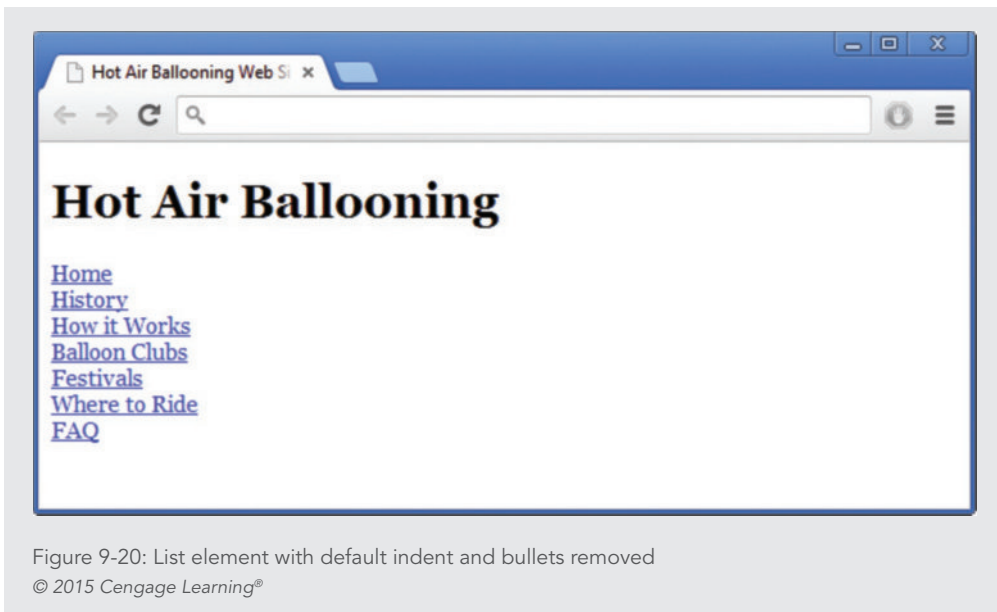 Hot Air Ballooning Web Si
Hot Air Ballooning
Home
History
How it Works
Balloon Clubs
Festivals
Where to Ride
FAQ
Figure 9-20: List element with default indent and bullets removed
© 2015 Cengage Learning®